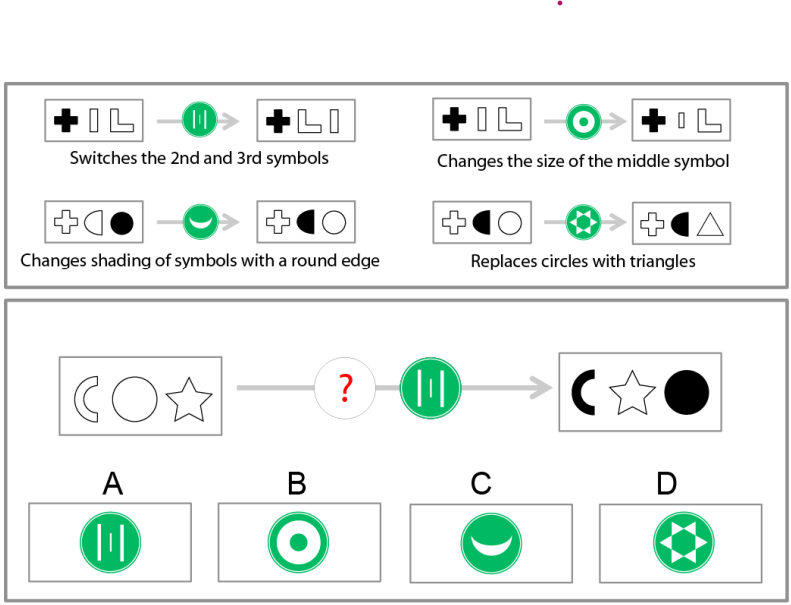 Switches the 2nd and 3rd symbols
Changes the size of the middle symbol
Changes shading of symbols with a round edge
Replaces circles with triangles
?
A B C D